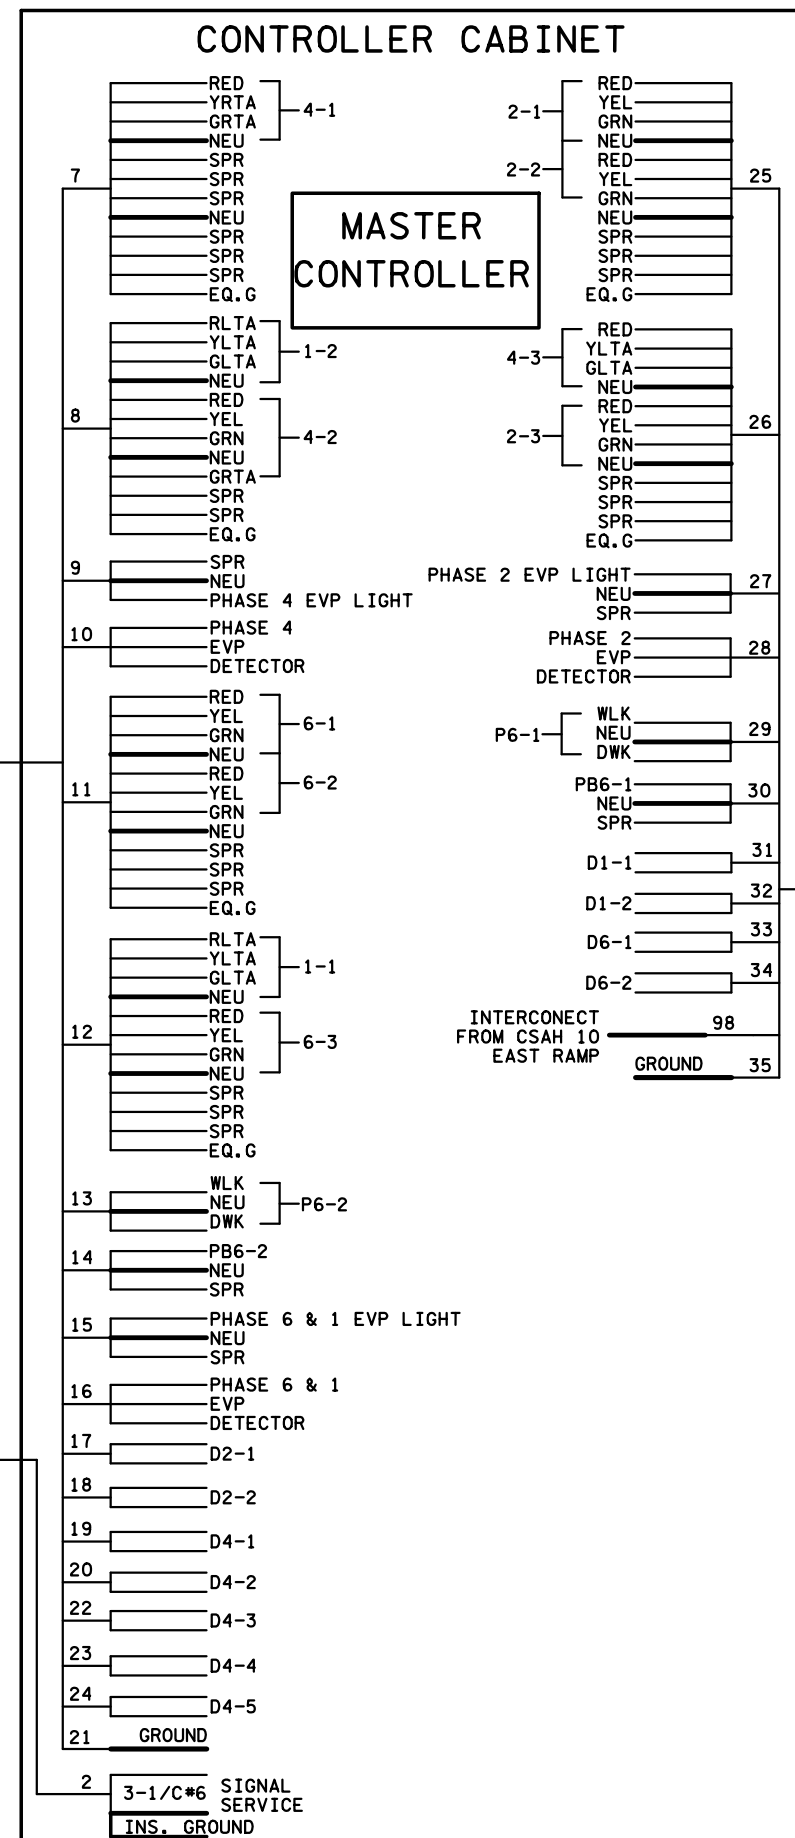 CONTROLLER CABINET
7
RED
YRTA
GRTA
NEU
4-1
SPR
SPR
SPR
NEU
SPR
SPR
SPR
EQ.G
8
RLTA
YLTA
GLTA
NEU
1-2
RED
YEL
GRN
NEU
GRTA
4-2
SPR
SPR
EQ.G
9
SPR
NEU
PHASE 4 EVP LIGHT
10
PHASE 4
EVP
DETECTOR
11
RED
YEL
GRN
NEU
6-1
RED
YEL
GRN
6-2
NEU
SPR
SPR
SPR
EQ.G
12
RLTA
YLTA
GLTA
NEU
1-1
RED
YEL
GRN
NEU
6-3
SPR
SPR
SPR
EQ.G
13
WLK
NEU
DWK
P6-2
14
PB6-2
NEU
SPR
15
PHASE 6 & 1 EVP LIGHT
NEU
SPR
16
PHASE 6 & 1
EVP
DETECTOR
17
D2-1
18
D2-2
19
D4-1
20
D4-2
22
D4-3
23
D4-4
24
D4-5
21
GROUND
2
3-1/C#6
SIGNAL
SERVICE
INS. GROUND
MASTER
CONTROLLER
2-1
RED
YEL
GRN
NEU
2-2
RED
YEL
GRN
NEU
SPR
SPR
SPR
EQ.G
25
4-3
RED
YLTA
GLTA
NEU
2-3
RED
YEL
GRN
NEU
SPR
SPR
SPR
EQ.G
26
PHASE 2 EVP LIGHT
NEU
SPR
27
PHASE 2
EVP
DETECTOR
28
P6-1
WLK
NEU
DWK
29
PB6-1
NEU
SPR
30
D1-1
31
D1-2
32
D6-1
33
D6-2
34
INTERCONECT
FROM CSAH 10
EAST RAMP
98
GROUND
35